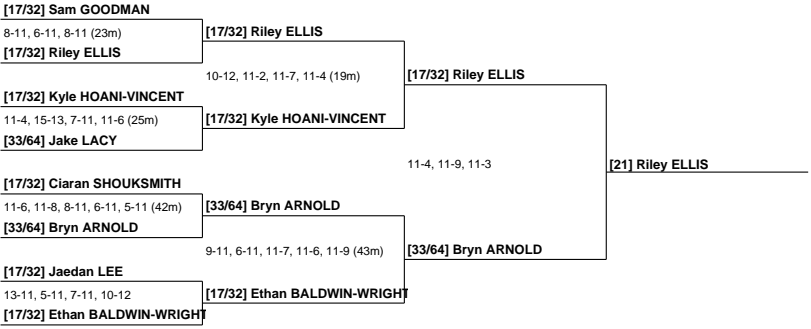 [17/32] Sam GOODMAN
8-11, 6-11, 8-11 (23m)
[17/32] Riley ELLIS
[17/32] Riley ELLIS
10-12, 11-2, 11-7, 11-4 (19m)
[17/32] Riley ELLIS
[17/32] Kyle HOANI-VINCENT
11-4, 15-13, 7-11, 11-6 (25m)
[17/32] Kyle HOANI-VINCENT
[33/64] Jake LACY
11-4, 11-9, 11-3
[21] Riley ELLIS
[17/32] Ciaran SHOUKSMITH
11-6, 11-8, 8-11, 6-11, 5-11 (42m)
[33/64] Bryn ARNOLD
[33/64] Bryn ARNOLD
9-11, 6-11, 11-7, 11-6, 11-9 (43m)
[33/64] Bryn ARNOLD
[17/32] Jaedan LEE
13-11, 5-11, 7-11, 10-12
[17/32] Ethan BALDWIN-WRIGHT
[17/32] Ethan BALDWIN-WRIGHT